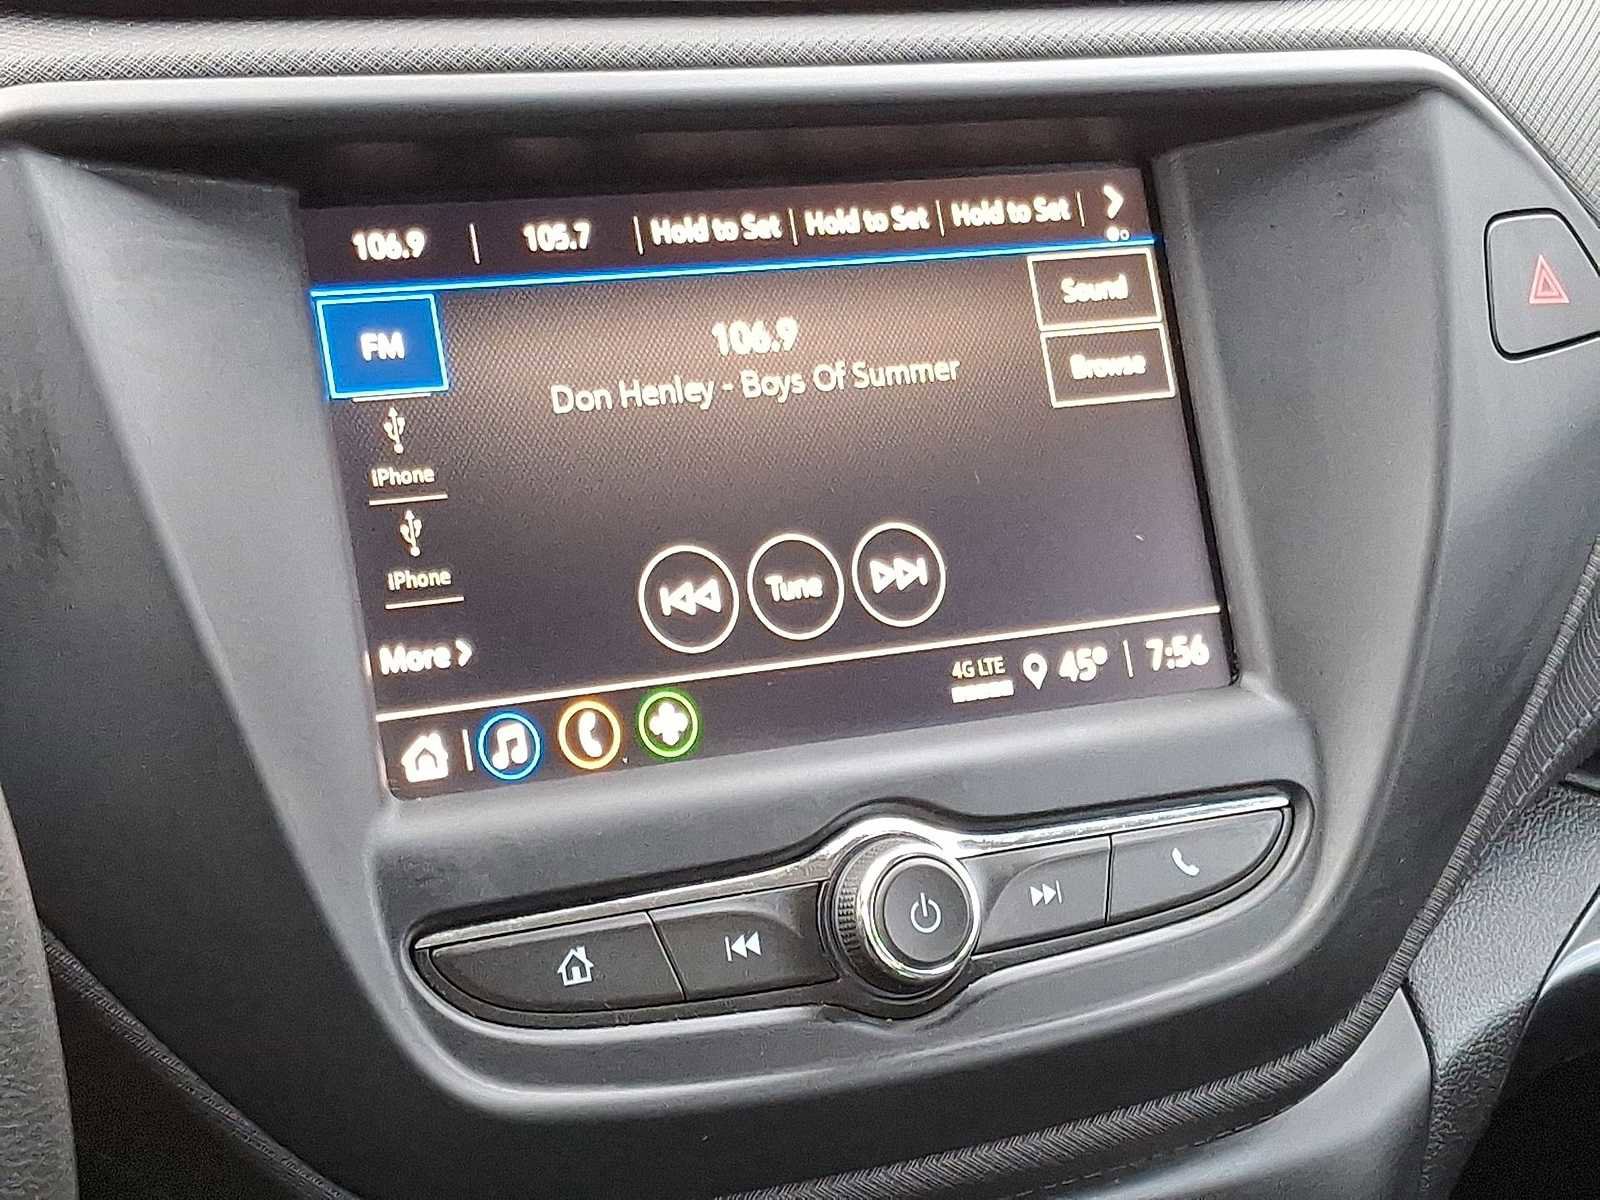 106.9 | 105.7 | Hold to Set | Hold to Set | Hold to Set
FM
106.9
Don Henley - Boys Of Summer
Sound
Browse
iPhone
iPhone
Tune
More
4G LTE 45° | 7:56